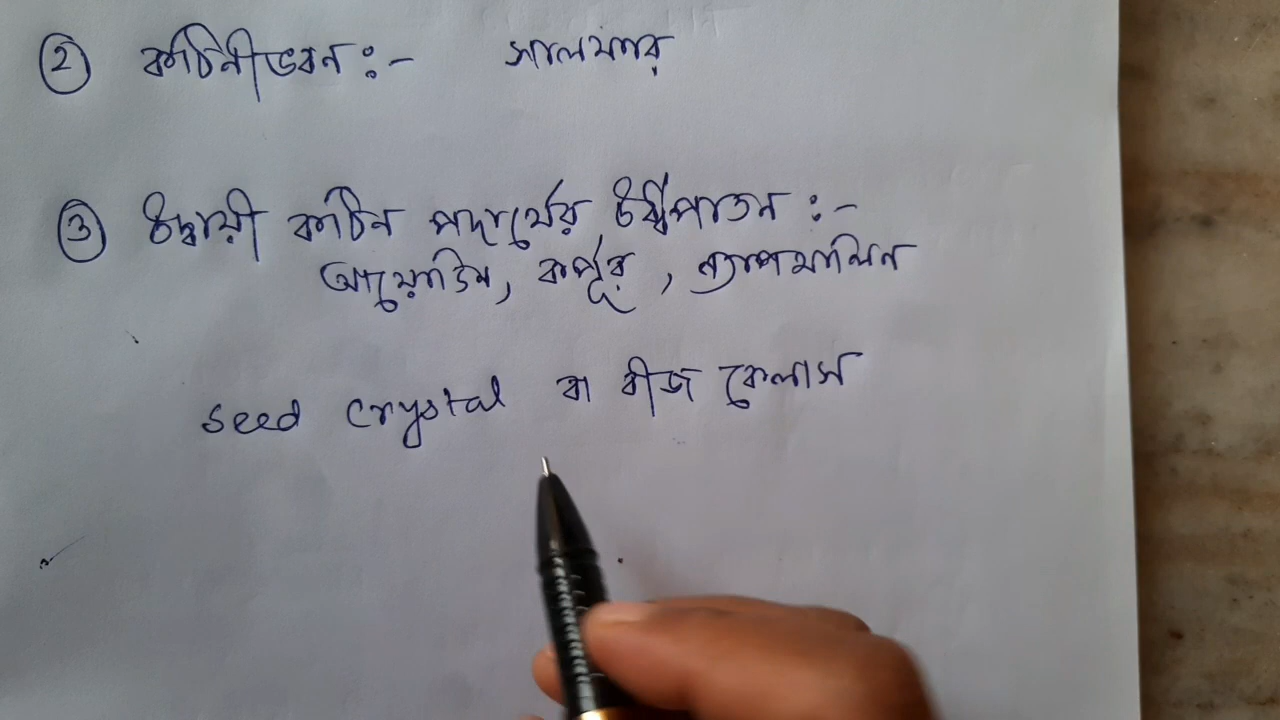 ② কঠিনীভবন :- সালফার
③ উদ্বায়ী কঠিন পদার্থের ঊর্ধ্বপাতন :-
আয়োডিন, কর্পূর, ন্যাপথালিন
seed crystal বা বীজ কেলাস